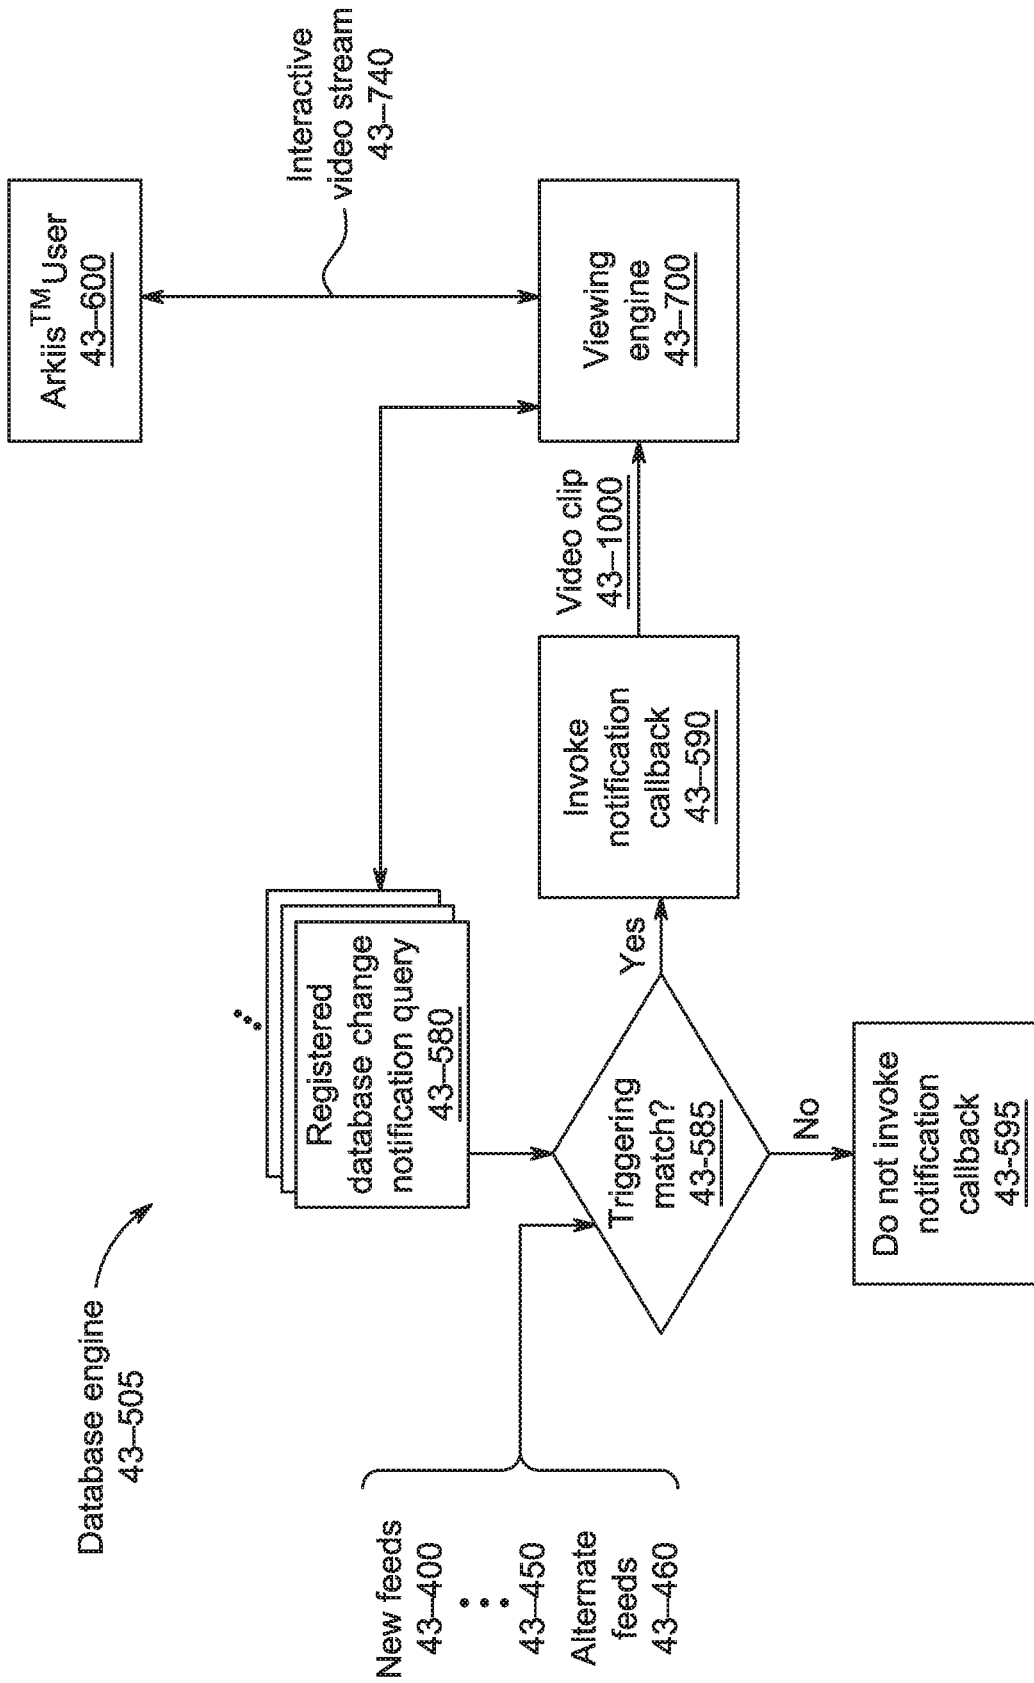 Database engine
43–505
New feeds
43–400
43–450
Alternate
feeds
43–460
Registered
database change
notification query
43–580
Triggering
match?
43-585
Yes
No
Invoke
notification
callback
43–590
Do not invoke
notification
callback
43-595
Video clip
43–1000
Viewing
engine
43–700
Arkiis™ User
43–600
Interactive
video stream
43–740